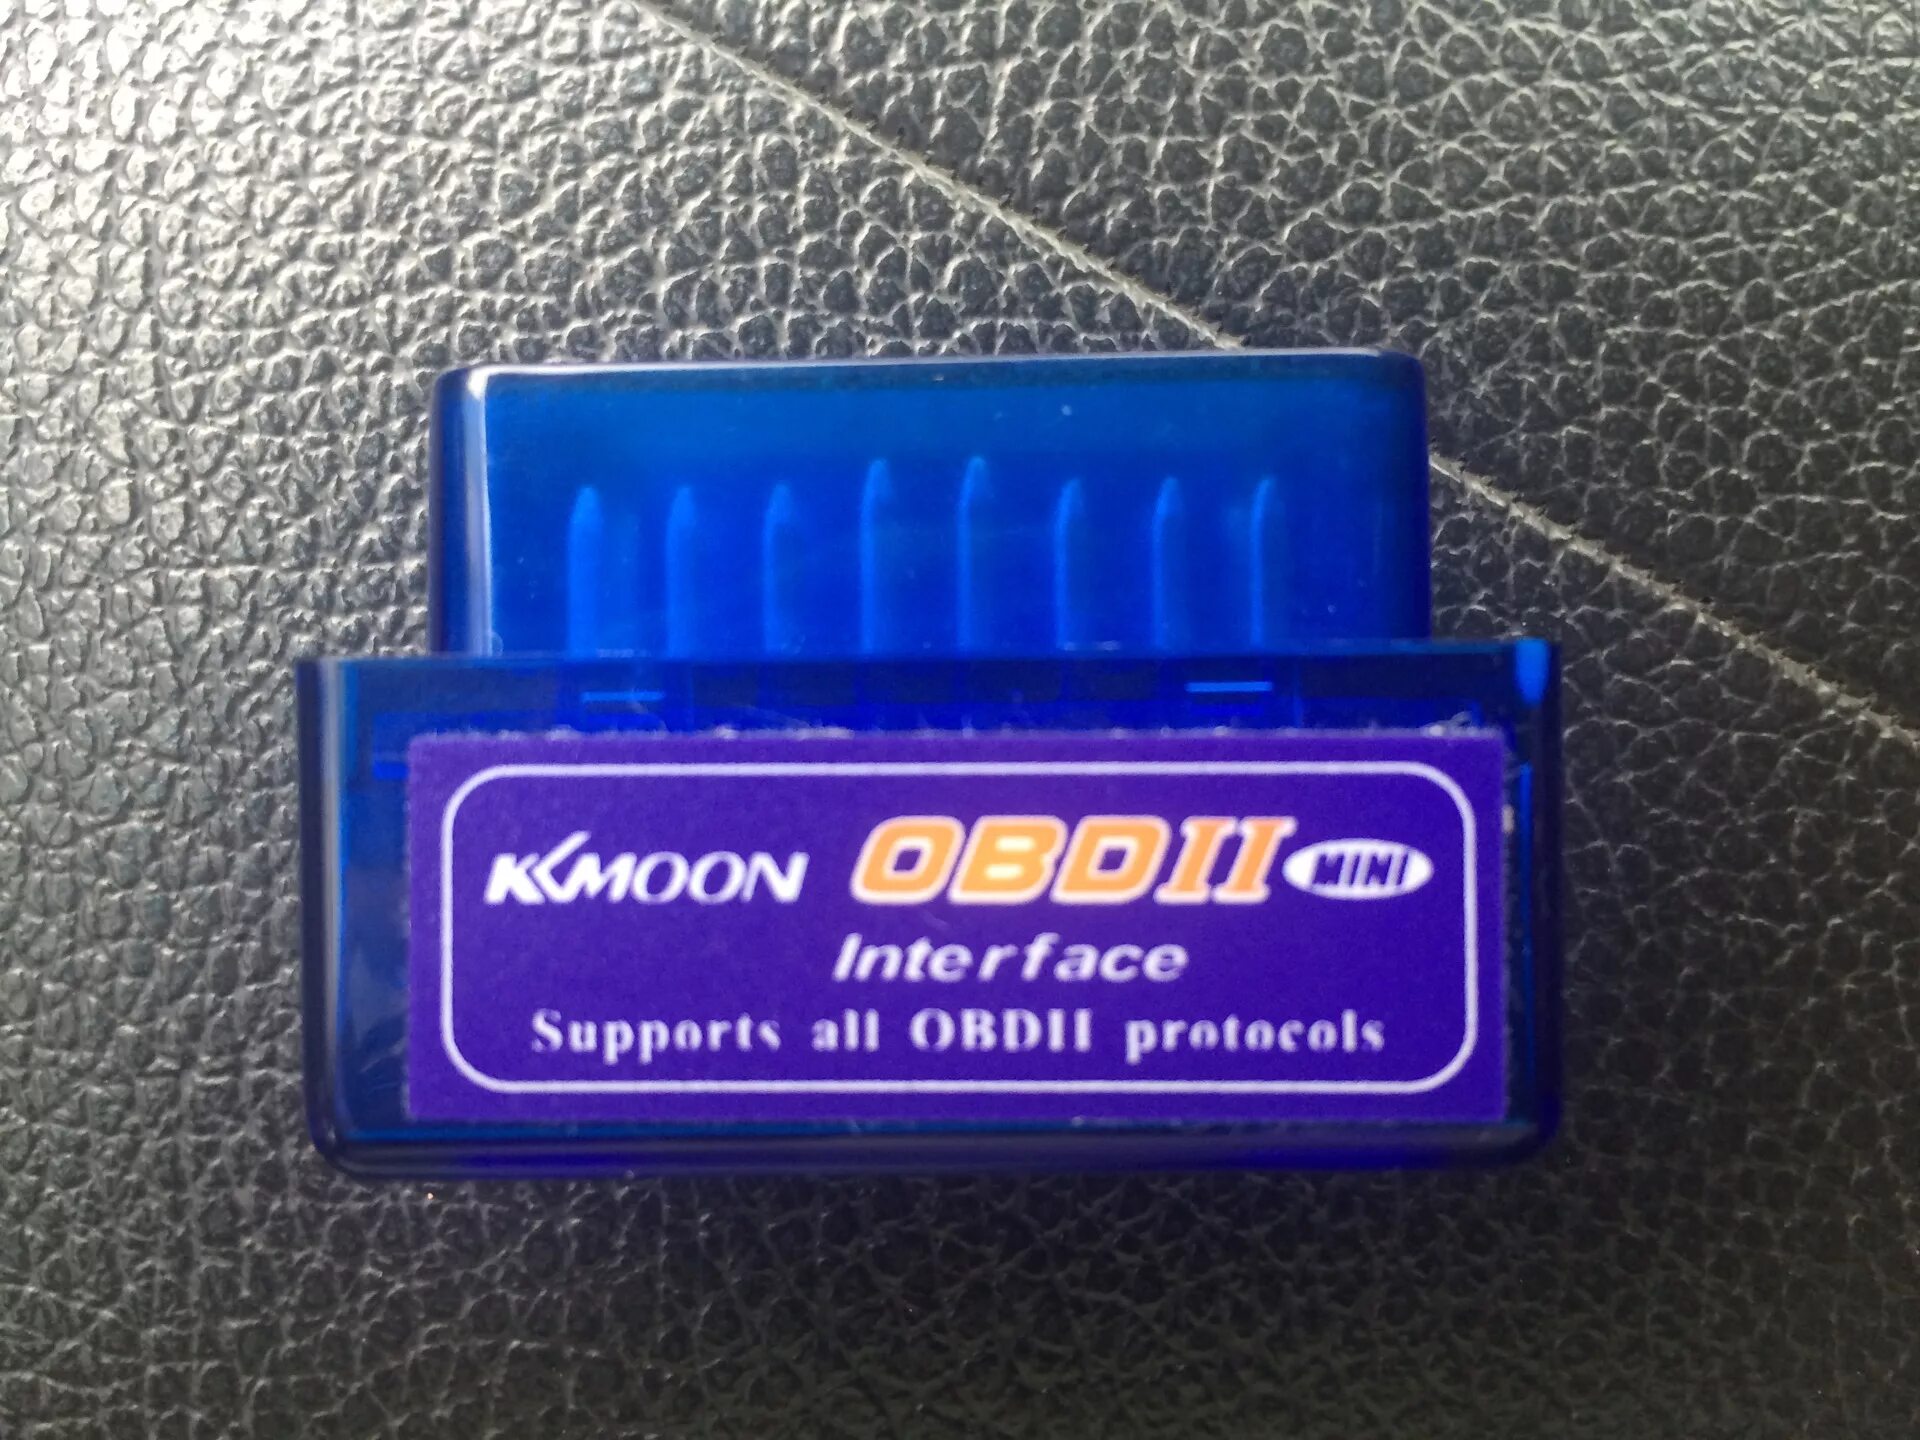 KKMOON OBDII MINI
Interface
Supports all OBDII protocols